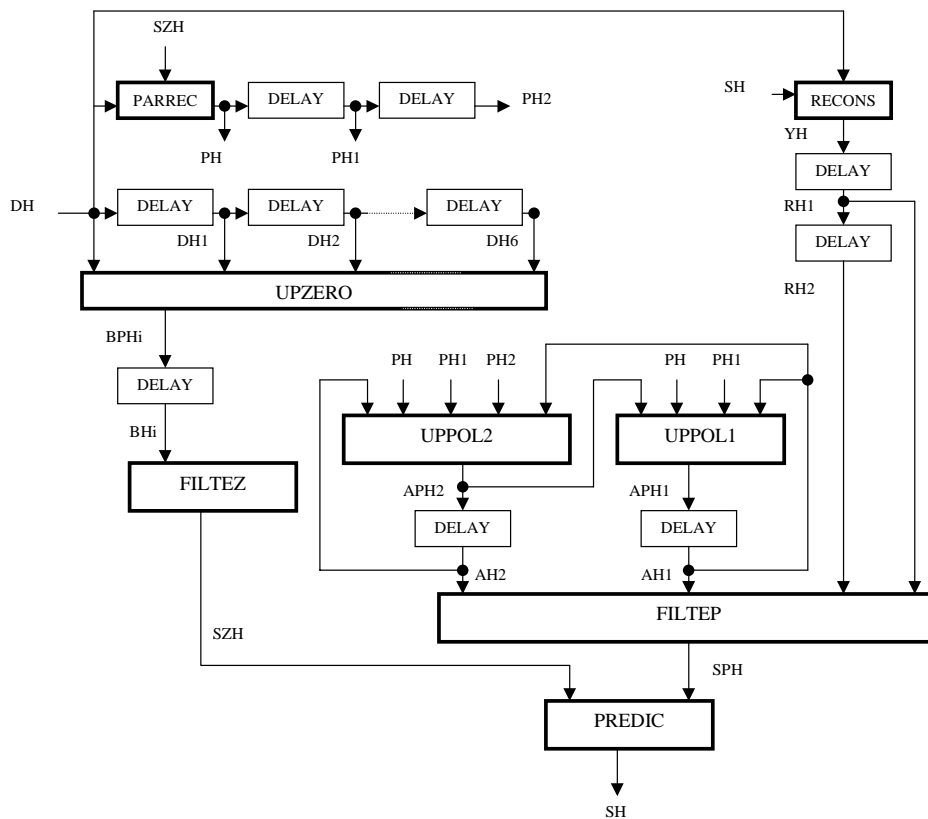 SZH
PARREC
DELAY
DELAY
PH2
SH
RECONS
PH
PH1
YH
DELAY
DH
DELAY
DELAY
DELAY
RH1
DH1
DH2
DH6
DELAY
UPZERO
RH2
BPHi
PH
PH1
PH2
PH
PH1
DELAY
BHi
UPPOL2
UPPOL1
FILTEZ
APH2
APH1
DELAY
DELAY
AH2
AH1
FILTEP
SZH
SPH
PREDIC
SH